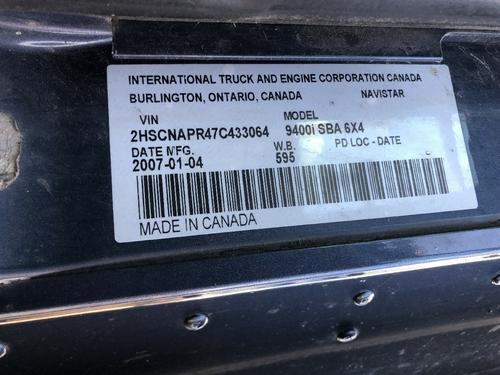 INTERNATIONAL TRUCK AND ENGINE CORPORATION CANADA
BURLINGTON, ONTARIO, CANADA NAVISTAR
VIN MODEL
2HSCNAPR47C433064 9400i SBA 6X4
DATE MFG. W.B. PD LOC - DATE
2007-01-04 595
MADE IN CANADA